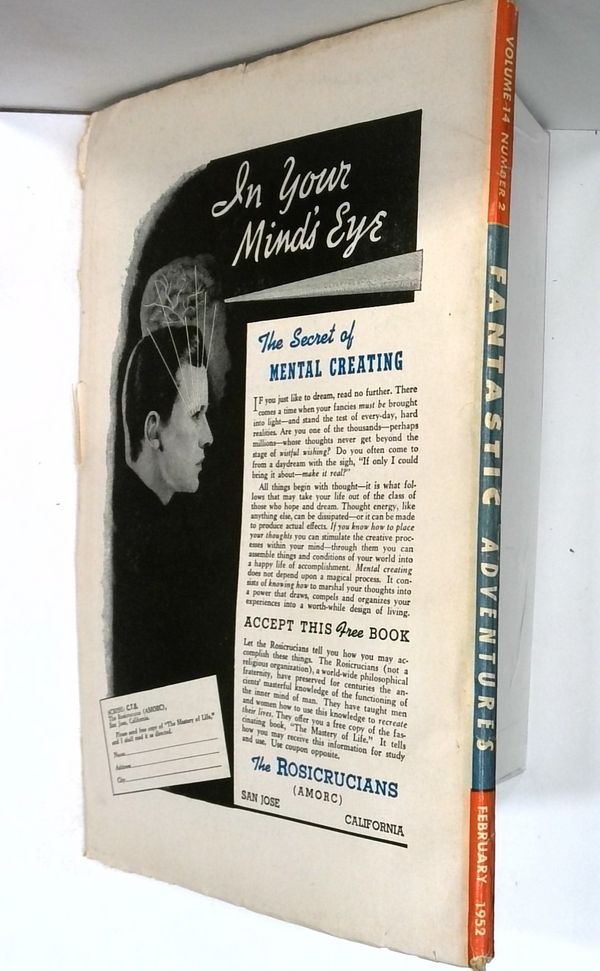 In Your
Mind's Eye
The Secret of
MENTAL CREATING
IF you just like to dream, read no further. There
comes a time when your fancies must be brought
into light—and stand the test of every-day, hard
realities. Are you one of the thousands—perhaps
millions—whose thoughts never get beyond the
stage of wistful wishing? Do you often come to
from a daydream with the sigh, "If only I could
bring it about—make it real?"
All things begin with thought—it is what fol-
lows that may take your life out of the class of
those who hope and dream. Thought energy, like
anything else, can be dissipated—or it can be made
to produce actual effects. If you know how to place
your thoughts you can stimulate the creative proc-
esses within your mind—through them you can
assemble things and conditions of your world into
a happy life of accomplishment. Mental creating
does not depend upon a magical process. It con-
sists of knowing how to marshal your thoughts into
a power that draws, compels and organizes your
experiences into a worth-while design of living.
ACCEPT THIS Free BOOK
Let the Rosicrucians tell you how you may ac-
complish these things. The Rosicrucians (not a
religious organization), a world-wide philosophical
fraternity, have preserved for centuries the an-
cients' masterful knowledge of the functioning of
the inner mind of man. They have taught men
and women how to use this knowledge to recreate
their lives. They offer you a free copy of the fas-
cinating book, "The Mastery of Life." It tells
how you may receive this information for study
and use. Use coupon opposite.
The ROSICRUCIANS
(AMORC)
SAN JOSE
CALIFORNIA
SCRIBE: C.T.B.
The Rosicrucians (AMORC),
San Jose, California.
Please send free copy of "The Mastery of Life,"
and I shall read it as directed.
Name
Address
City
VOLUME 14 NUMBER 2
FANTASTIC ADVENTURES
FEBRUARY 1952